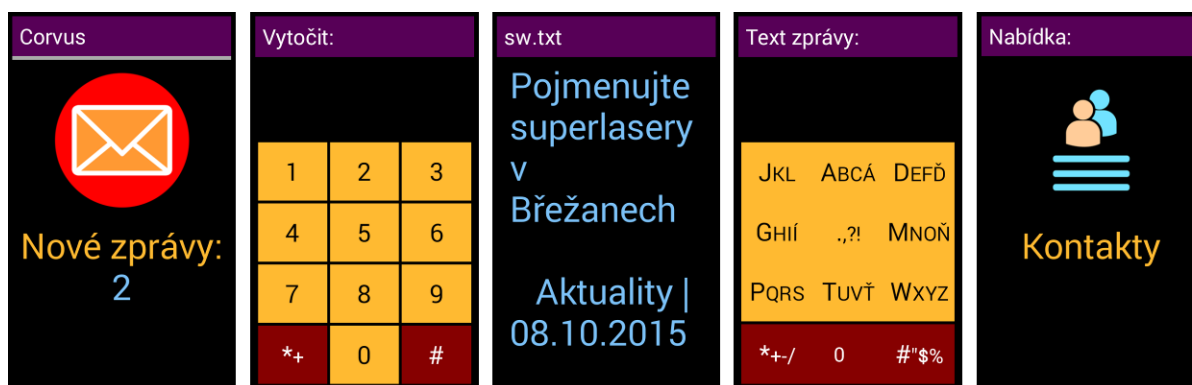 Corvus
Nové zprávy:
2
Vytočit:
1 2 3
4 5 6
7 8 9
*+ 0 #
sw.txt
Pojmenujte
superlasery
v
Břežanech
Aktuality |
08.10.2015
Text zprávy:
JKL ABCÁ DEFĎ
GHIÍ .,?! MNOŇ
PQRS TUVŤ WXYZ
*+-/ 0 #"$%
Nabídka:
Kontakty